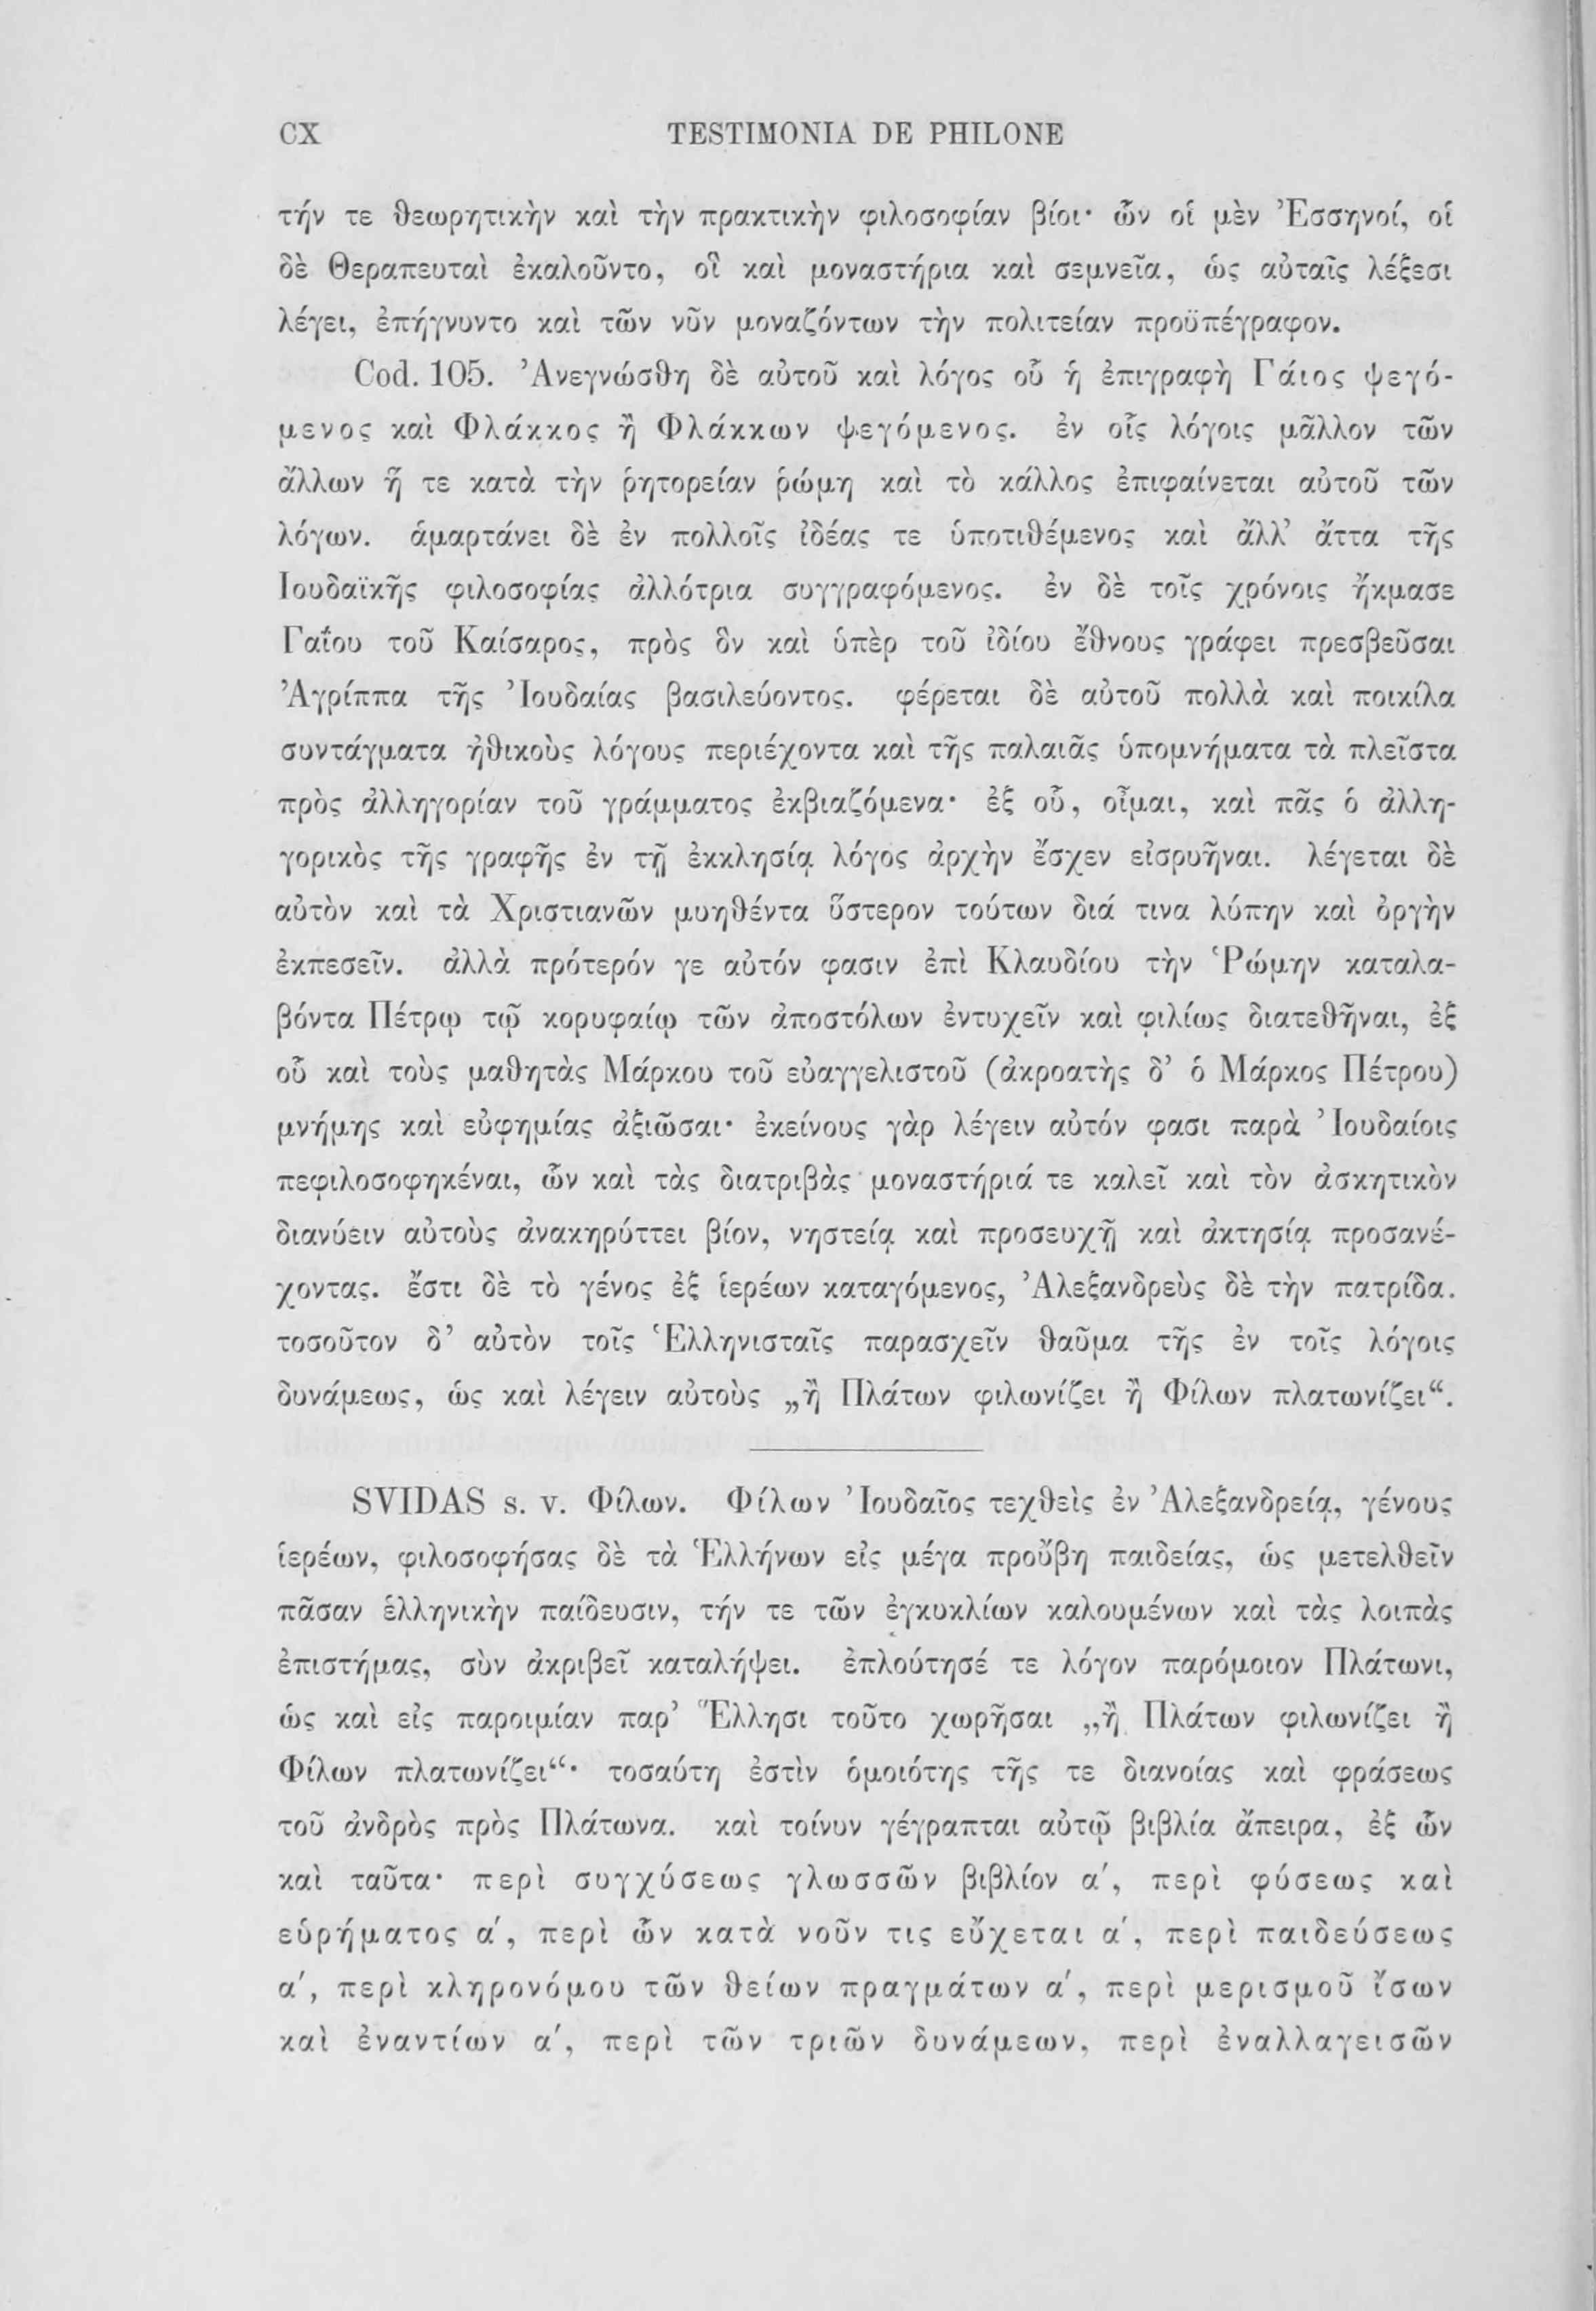 CX TESTIMONIA DE PHILONE
τήν τε θεωρητικὴν καὶ τὴν πρακτικὴν φιλοσοφίαν βίοι· ὧν οἱ μὲν Ἐσσηνοί, οἱ
δὲ Θεραπευταὶ ἐκαλοῦντο, οἳ καὶ μοναστήρια καὶ σεμνεῖα, ὡς αὐταῖς λέξεσι
λέγει, ἐπήγνυντο καὶ τῶν νῦν μοναζόντων τὴν πολιτείαν προϋπέγραφον.
Cod. 105. Ἀνεγνώσθη δὲ αὐτοῦ καὶ λόγος οὗ ἡ ἐπιγραφὴ Γάιος ψεγό-
μενος καὶ Φλάκκος ἢ Φλάκκων ψεγόμενος. ἐν οἷς λόγοις μᾶλλον τῶν
ἄλλων ἥ τε κατὰ τὴν ῥητορείαν ῥώμη καὶ τὸ κάλλος ἐπιφαίνεται αὐτοῦ τῶν
λόγων. ἁμαρτάνει δὲ ἐν πολλοῖς ἰδέας τε ὑποτιθέμενος καὶ ἄλλ’ ἄττα τῆς
Ιουδαϊκῆς φιλοσοφίας ἀλλότρια συγγραφόμενος. ἐν δὲ τοῖς χρόνοις ἤκμασε
Γαΐου τοῦ Καίσαρος, πρὸς ὃν καὶ ὑπὲρ τοῦ ἰδίου ἔθνους γράφει πρεσβεῦσαι
Ἀγρίππα τῆς Ἰουδαίας βασιλεύοντος. φέρεται δὲ αὐτοῦ πολλὰ καὶ ποικίλα
συντάγματα ἠθικοὺς λόγους περιέχοντα καὶ τῆς παλαιᾶς ὑπομνήματα τὰ πλεῖστα
πρὸς ἀλληγορίαν τοῦ γράμματος ἐκβιαζόμενα· ἐξ οὗ, οἶμαι, καὶ πᾶς ὁ ἀλλη-
γορικὸς τῆς γραφῆς ἐν τῇ ἐκκλησίᾳ λόγος ἀρχὴν ἔσχεν εἰσρυῆναι. λέγεται δὲ
αὐτὸν καὶ τὰ Χριστιανῶν μυηθέντα ὕστερον τούτων διά τινα λύπην καὶ ὀργὴν
ἐκπεσεῖν. ἀλλὰ πρότερόν γε αὐτόν φασιν ἐπὶ Κλαυδίου τὴν Ῥώμην καταλα-
βόντα Πέτρῳ τῷ κορυφαίῳ τῶν ἀποστόλων ἐντυχεῖν καὶ φιλίως διατεθῆναι, ἐξ
οὗ καὶ τοὺς μαθητὰς Μάρκου τοῦ εὐαγγελιστοῦ (ἀκροατὴς δ’ ὁ Μάρκος Πέτρου)
μνήμης καὶ εὐφημίας ἀξιῶσαι· ἐκείνους γὰρ λέγειν αὐτόν φασι παρὰ Ἰουδαίοις
πεφιλοσοφηκέναι, ὧν καὶ τὰς διατριβὰς μοναστήριά τε καλεῖ καὶ τὸν ἀσκητικὸν
διανύειν αὐτοὺς ἀνακηρύττει βίον, νηστείᾳ καὶ προσευχῇ καὶ ἀκτησίᾳ προσανέ-
χοντας. ἔστι δὲ τὸ γένος ἐξ ἱερέων καταγόμενος, Ἀλεξανδρεὺς δὲ τὴν πατρίδα.
τοσοῦτον δ’ αὐτὸν τοῖς Ἑλληνισταῖς παρασχεῖν θαῦμα τῆς ἐν τοῖς λόγοις
δυνάμεως, ὡς καὶ λέγειν αὐτοὺς „ἢ Πλάτων φιλωνίζει ἢ Φίλων πλατωνίζει“.
SVIDAS s. v. Φίλων. Φίλων Ἰουδαῖος τεχθεὶς ἐν Ἀλεξανδρείᾳ, γένους
ἱερέων, φιλοσοφήσας δὲ τὰ Ἑλλήνων εἰς μέγα προὔβη παιδείας, ὡς μετελθεῖν
πᾶσαν ἑλληνικὴν παίδευσιν, τήν τε τῶν ἐγκυκλίων καλουμένων καὶ τὰς λοιπὰς
ἐπιστήμας, σὺν ἀκριβεῖ καταλήψει. ἐπλούτησέ τε λόγον παρόμοιον Πλάτωνι,
ὡς καὶ εἰς παροιμίαν παρ’ Ἕλλησι τοῦτο χωρῆσαι „ἢ Πλάτων φιλωνίζει ἢ
Φίλων πλατωνίζει“· τοσαύτη ἐστὶν ὁμοιότης τῆς τε διανοίας καὶ φράσεως
τοῦ ἀνδρὸς πρὸς Πλάτωνα. καὶ τοίνυν γέγραπται αὐτῷ βιβλία ἄπειρα, ἐξ ὧν
καὶ ταῦτα· περὶ συγχύσεως γλωσσῶν βιβλίον α′, περὶ φύσεως καὶ
εὑρήματος α′, περὶ ὧν κατὰ νοῦν τις εὔχεται α′, περὶ παιδεύσεως
α′, περὶ κληρονόμου τῶν θείων πραγμάτων α′, περὶ μερισμοῦ ἴσων
καὶ ἐναντίων α′, περὶ τῶν τριῶν δυνάμεων, περὶ ἐναλλαγεισῶν